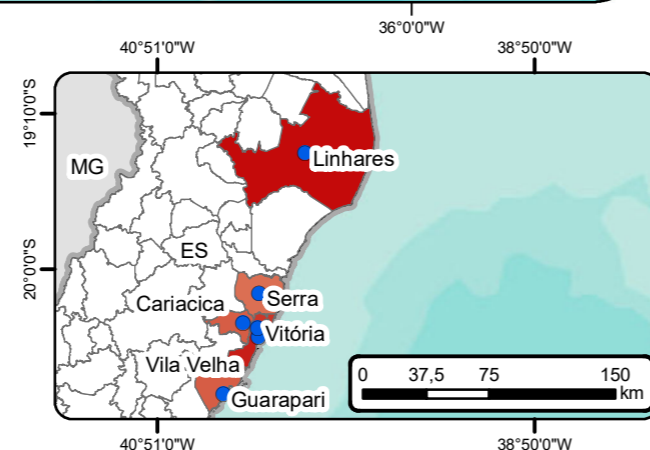 36°0'0"W
40°51'0"W
38°50'0"W
19°10'0"S
MG
Linhares
ES
20°0'0"S
Cariacica
Serra
Vitória
Vila Velha
Guarapari
0 37,5 75 150
km
40°51'0"W
38°50'0"W